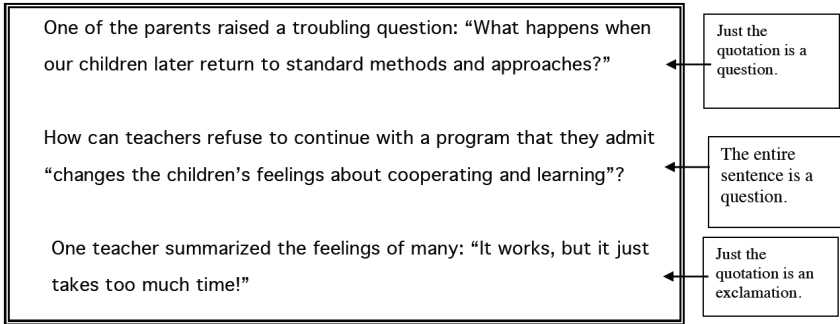 One of the parents raised a troubling question: “What happens when
our children later return to standard methods and approaches?”
Just the
quotation is a
question.
How can teachers refuse to continue with a program that they admit
“changes the children’s feelings about cooperating and learning”?
The entire
sentence is a
question.
One teacher summarized the feelings of many: “It works, but it just
takes too much time!”
Just the
quotation is an
exclamation.